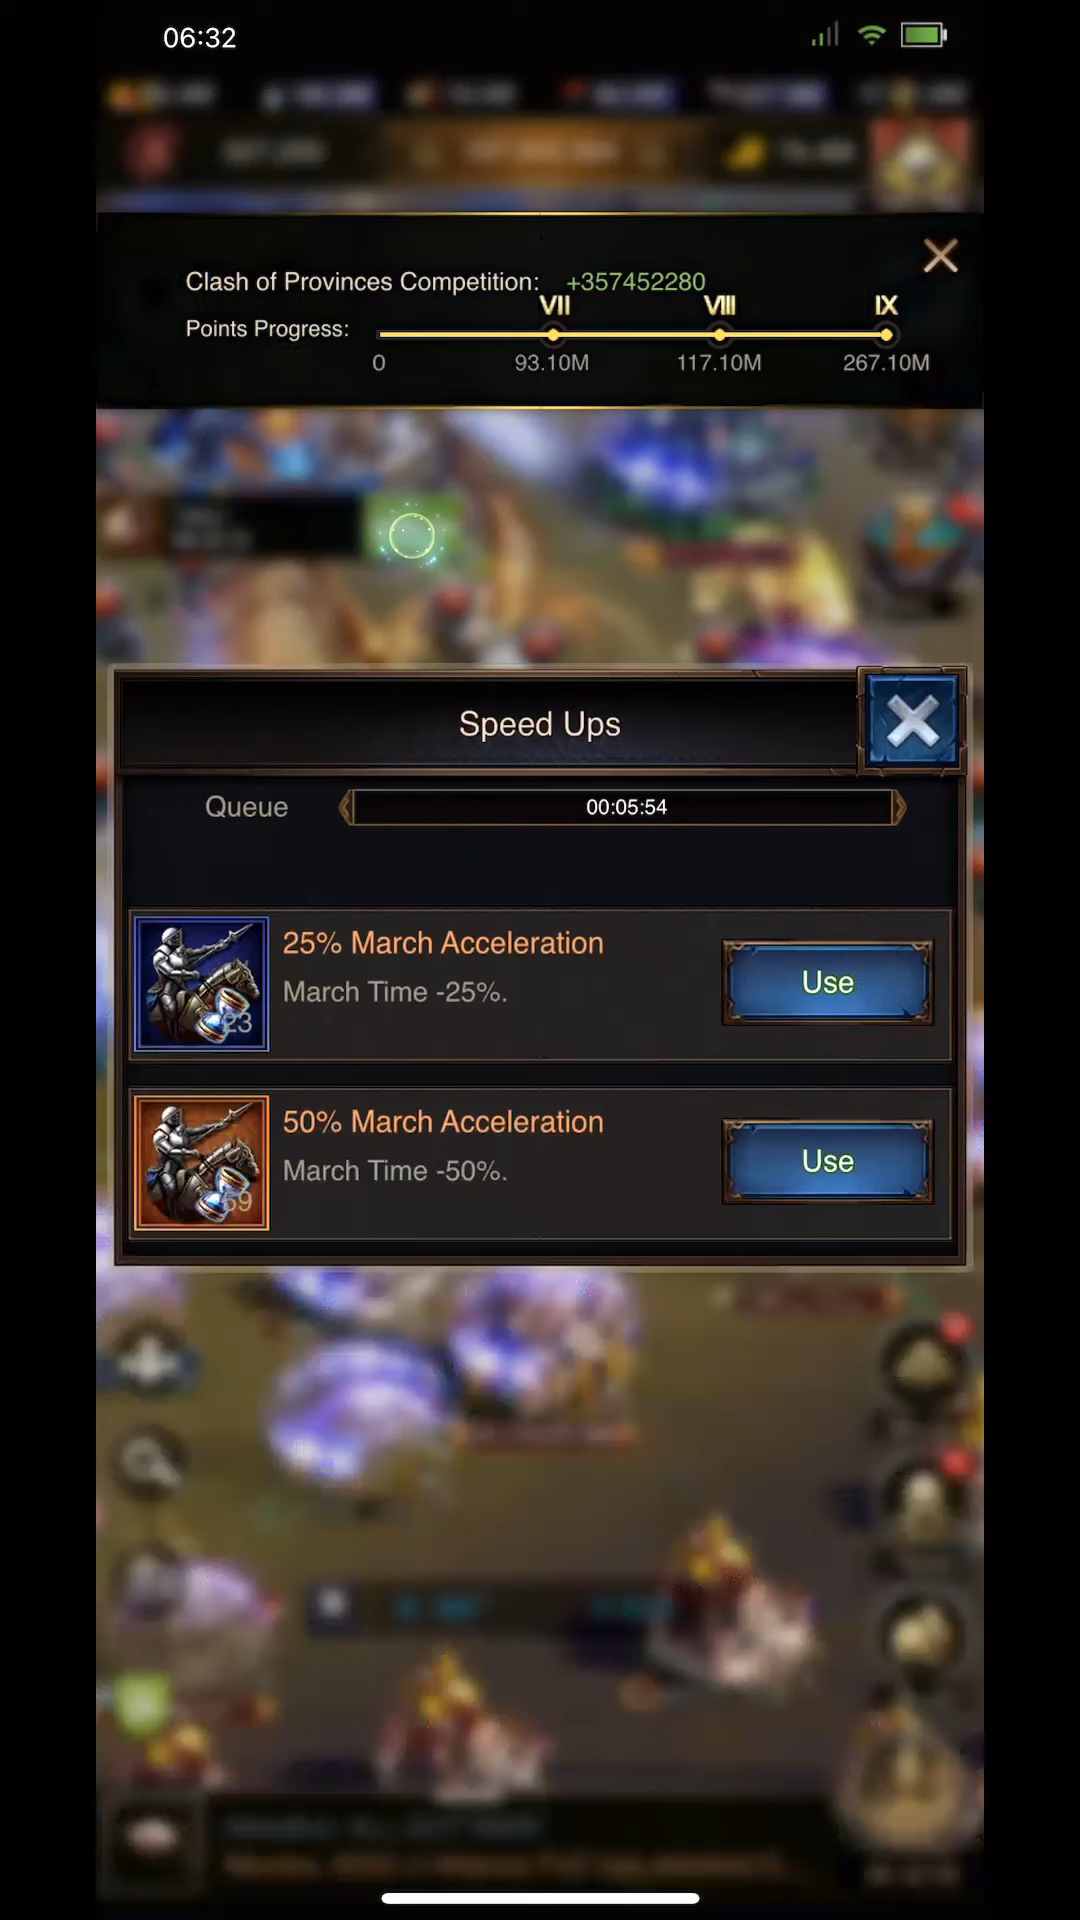 06:32
Clash of Provinces Competition: +357452280
VII VIII IX
Points Progress:
0 93.10M 117.10M 267.10M
Speed Ups
Queue 00:05:54
25% March Acceleration
March Time -25%.
Use
23
50% March Acceleration
March Time -50%.
Use
59